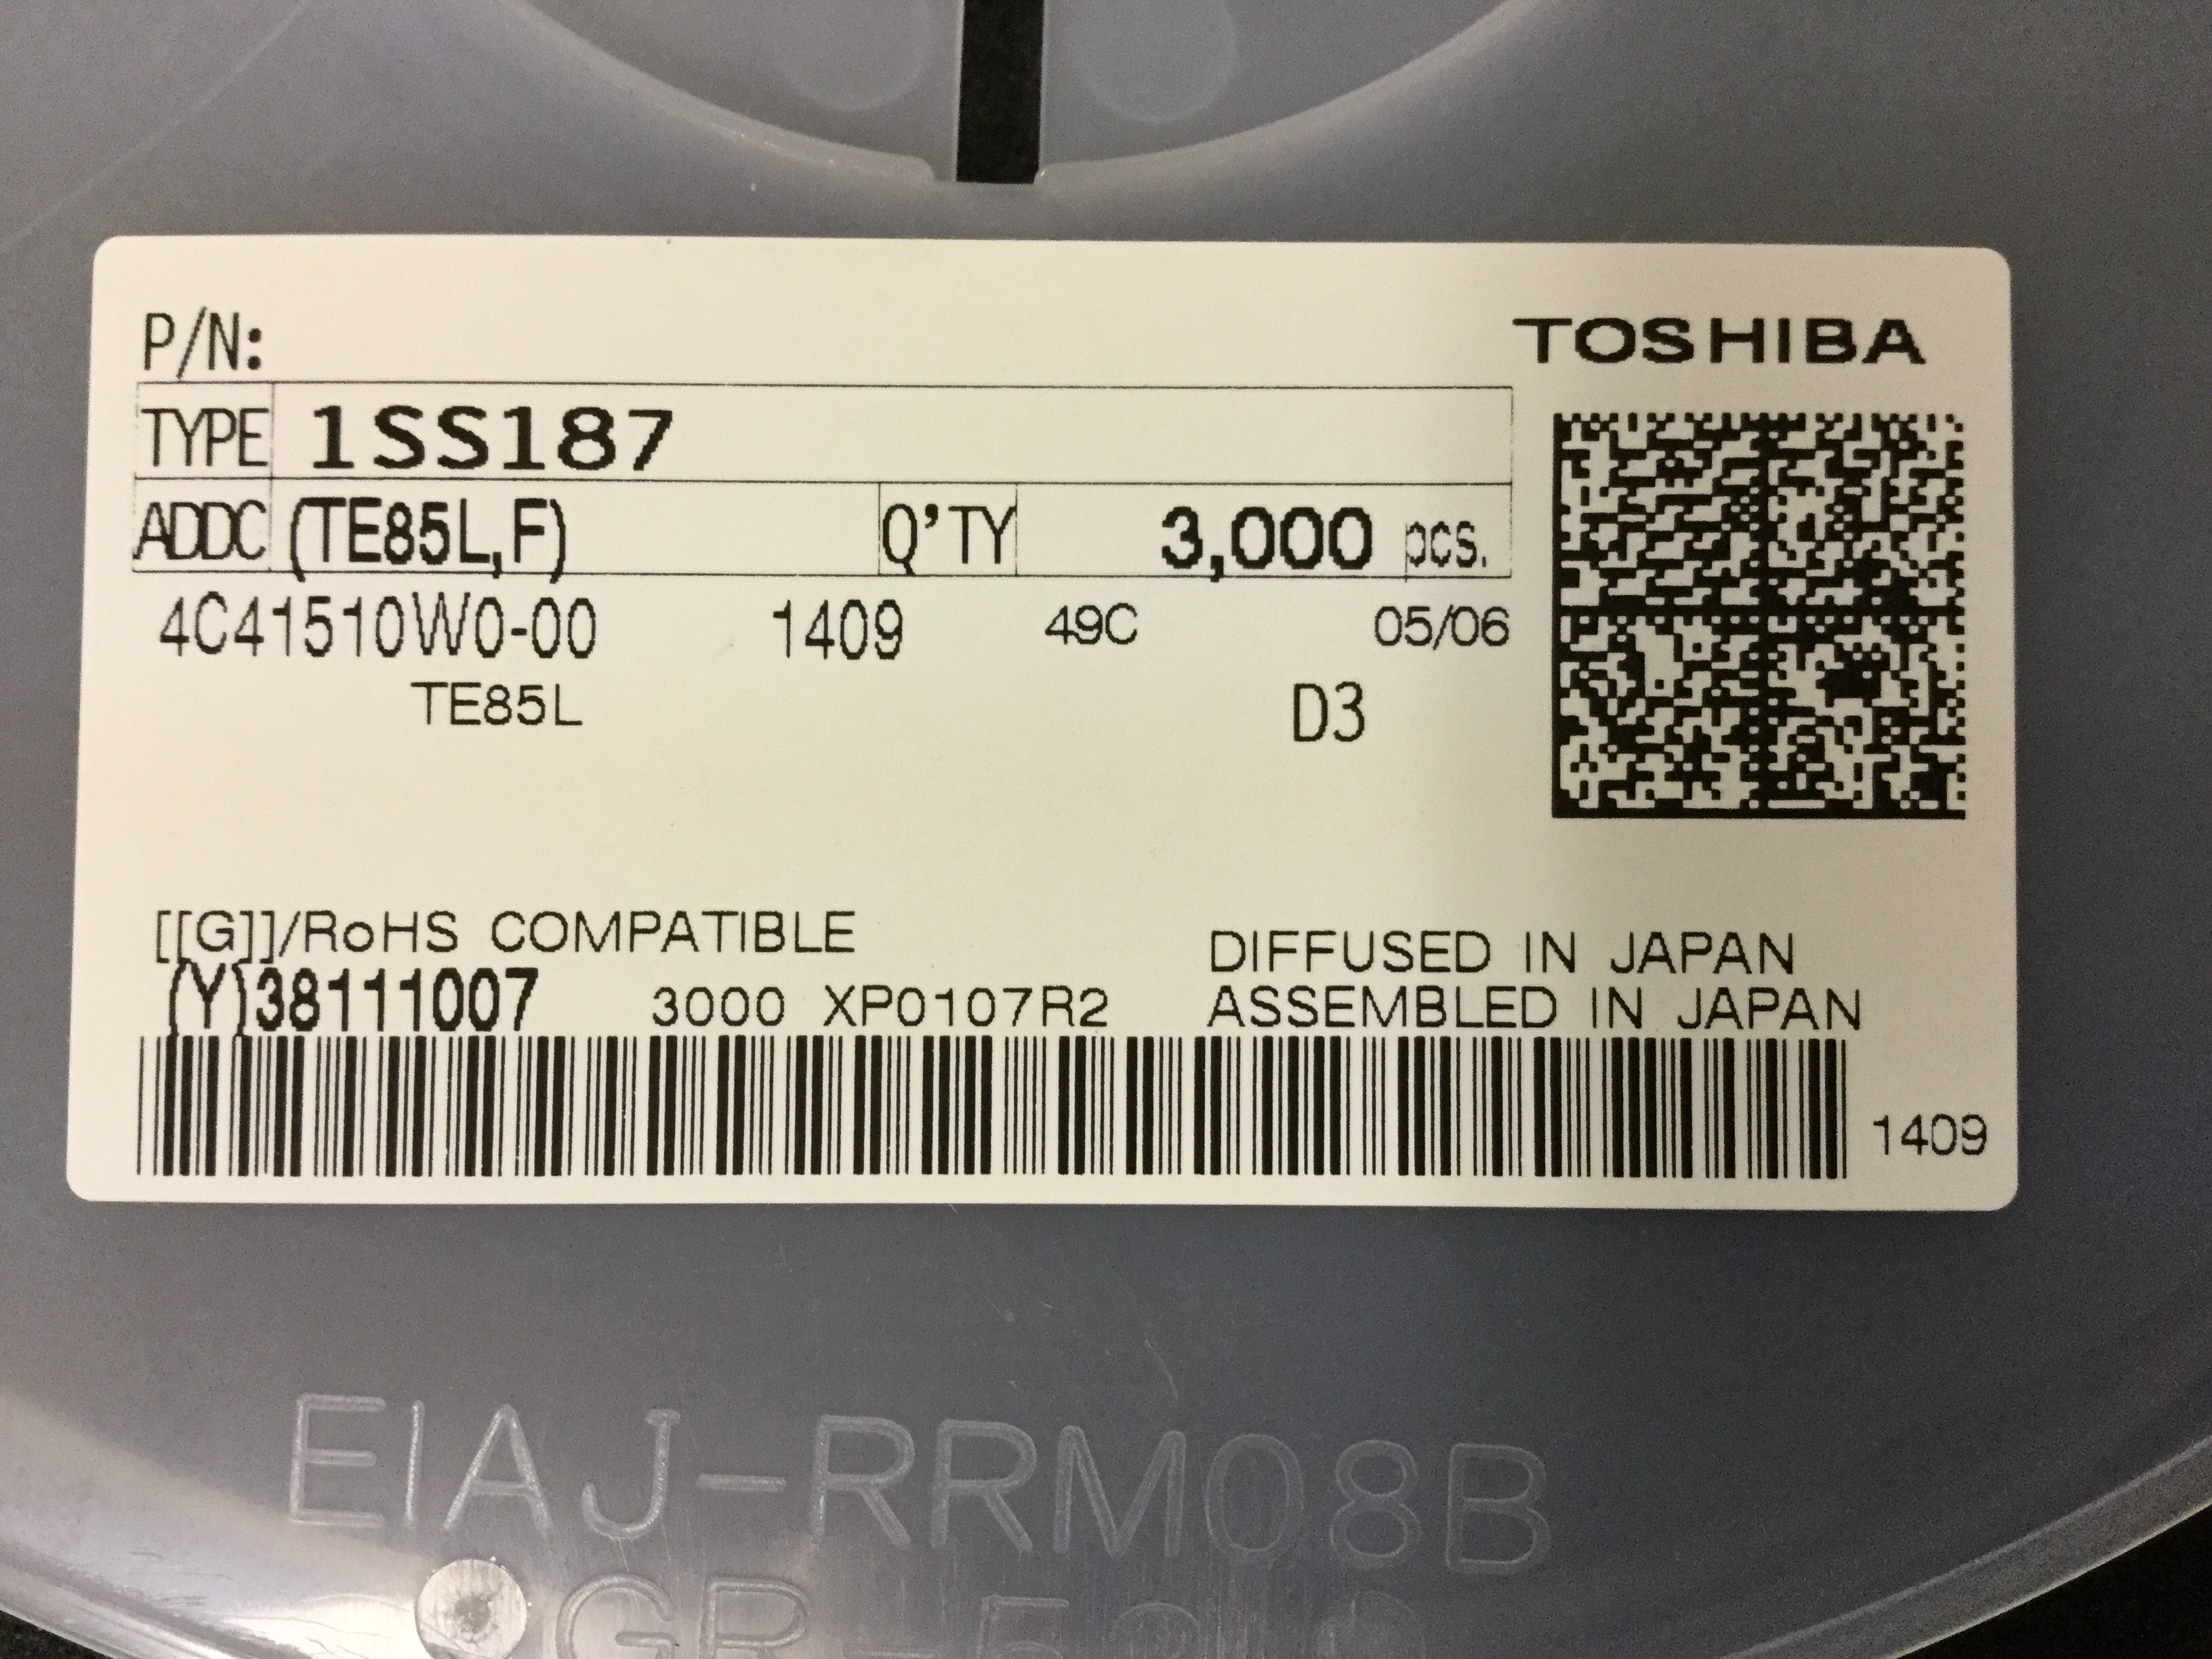 P/N:
TOSHIBA
TYPE 1SS187
ADDC (TE85L,F) Q'TY 3,000 pcs.
4C41510W0-00 1409 49C 05/06
TE85L D3
[[G]]/RoHS COMPATIBLE
DIFFUSED IN JAPAN
(Y)38111007 3000 XP0107R2 ASSEMBLED IN JAPAN
1409
EIAJ-RRM08B